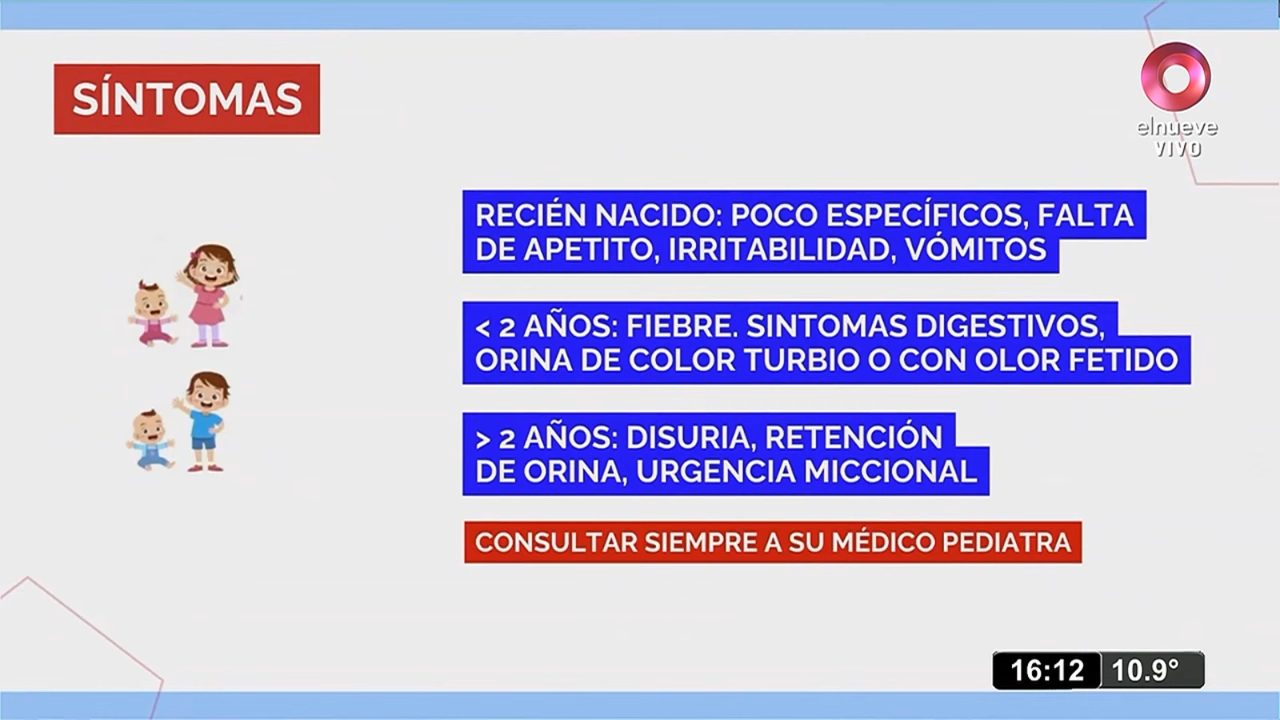 SÍNTOMAS
elnueve
VIVO
RECIÉN NACIDO: POCO ESPECÍFICOS, FALTA
DE APETITO, IRRITABILIDAD, VÓMITOS
< 2 AÑOS: FIEBRE. SINTOMAS DIGESTIVOS,
ORINA DE COLOR TURBIO O CON OLOR FETIDO
> 2 AÑOS: DISURIA, RETENCIÓN
DE ORINA, URGENCIA MICCIONAL
CONSULTAR SIEMPRE A SU MÉDICO PEDIATRA
16:12 10.9°